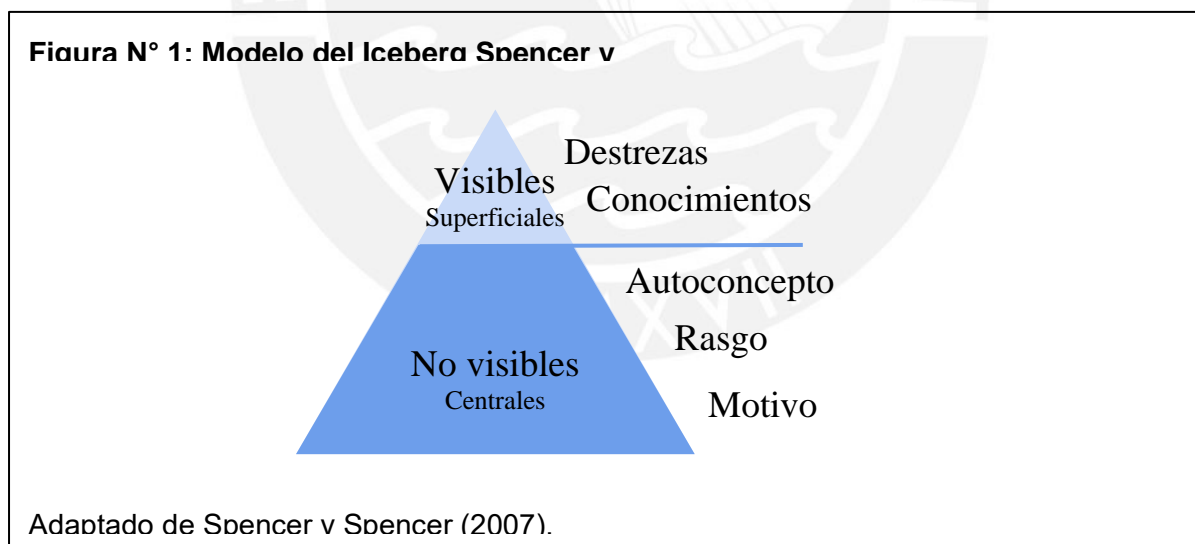 Figura N° 1: Modelo del Iceberg Spencer y
Destrezas
Visibles
Conocimientos
Superficiales
Autoconcepto
Rasgo
No visibles
Centrales
Motivo
Adaptado de Spencer y Spencer (2007).